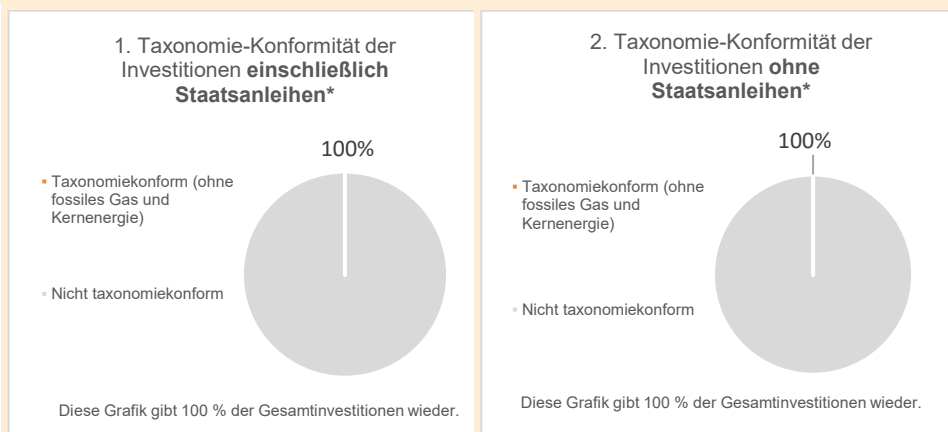 1. Taxonomie-Konformität der
Investitionen einschließlich
Staatsanleihen*
100%
Taxonomiekonform (ohne
fossiles Gas und
Kernenergie)
Nicht taxonomiekonform
Diese Grafik gibt 100 % der Gesamtinvestitionen wieder.
2. Taxonomie-Konformität der
Investitionen ohne
Staatsanleihen*
100%
Taxonomiekonform (ohne
fossiles Gas und
Kernenergie)
Nicht taxonomiekonform
Diese Grafik gibt 100 % der Gesamtinvestitionen wieder.